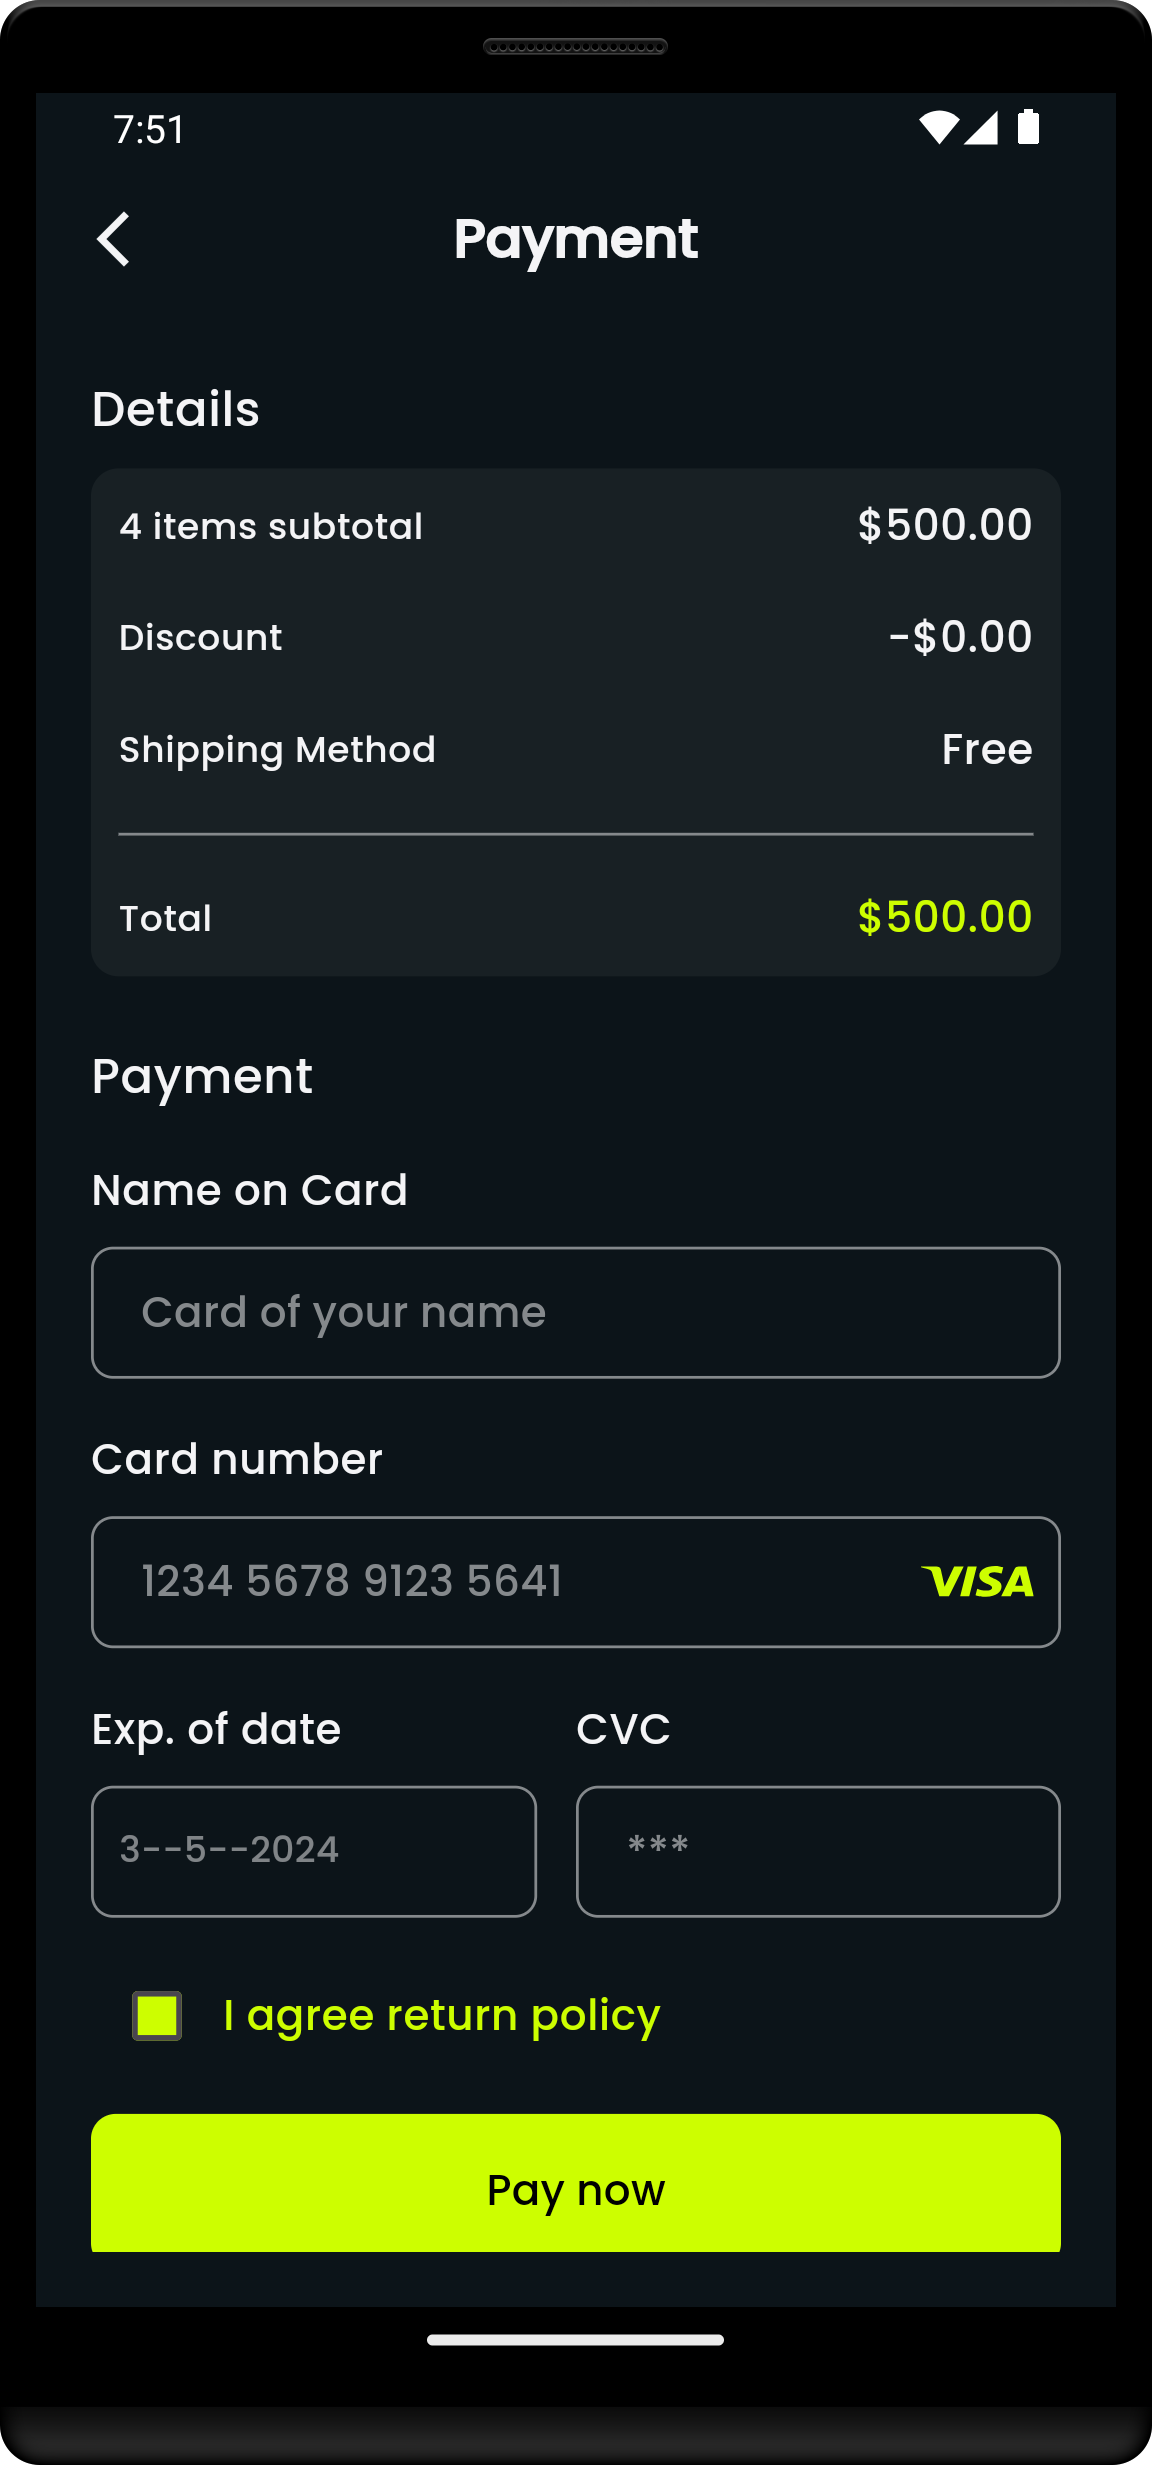 7:51
Payment
Details
4 items subtotal $500.00
Discount -$0.00
Shipping Method Free
Total $500.00
Payment
Name on Card
Card of your name
Card number
1234 5678 9123 5641 VISA
Exp. of date CVC
3--5--2024 ***
I agree return policy
Pay now